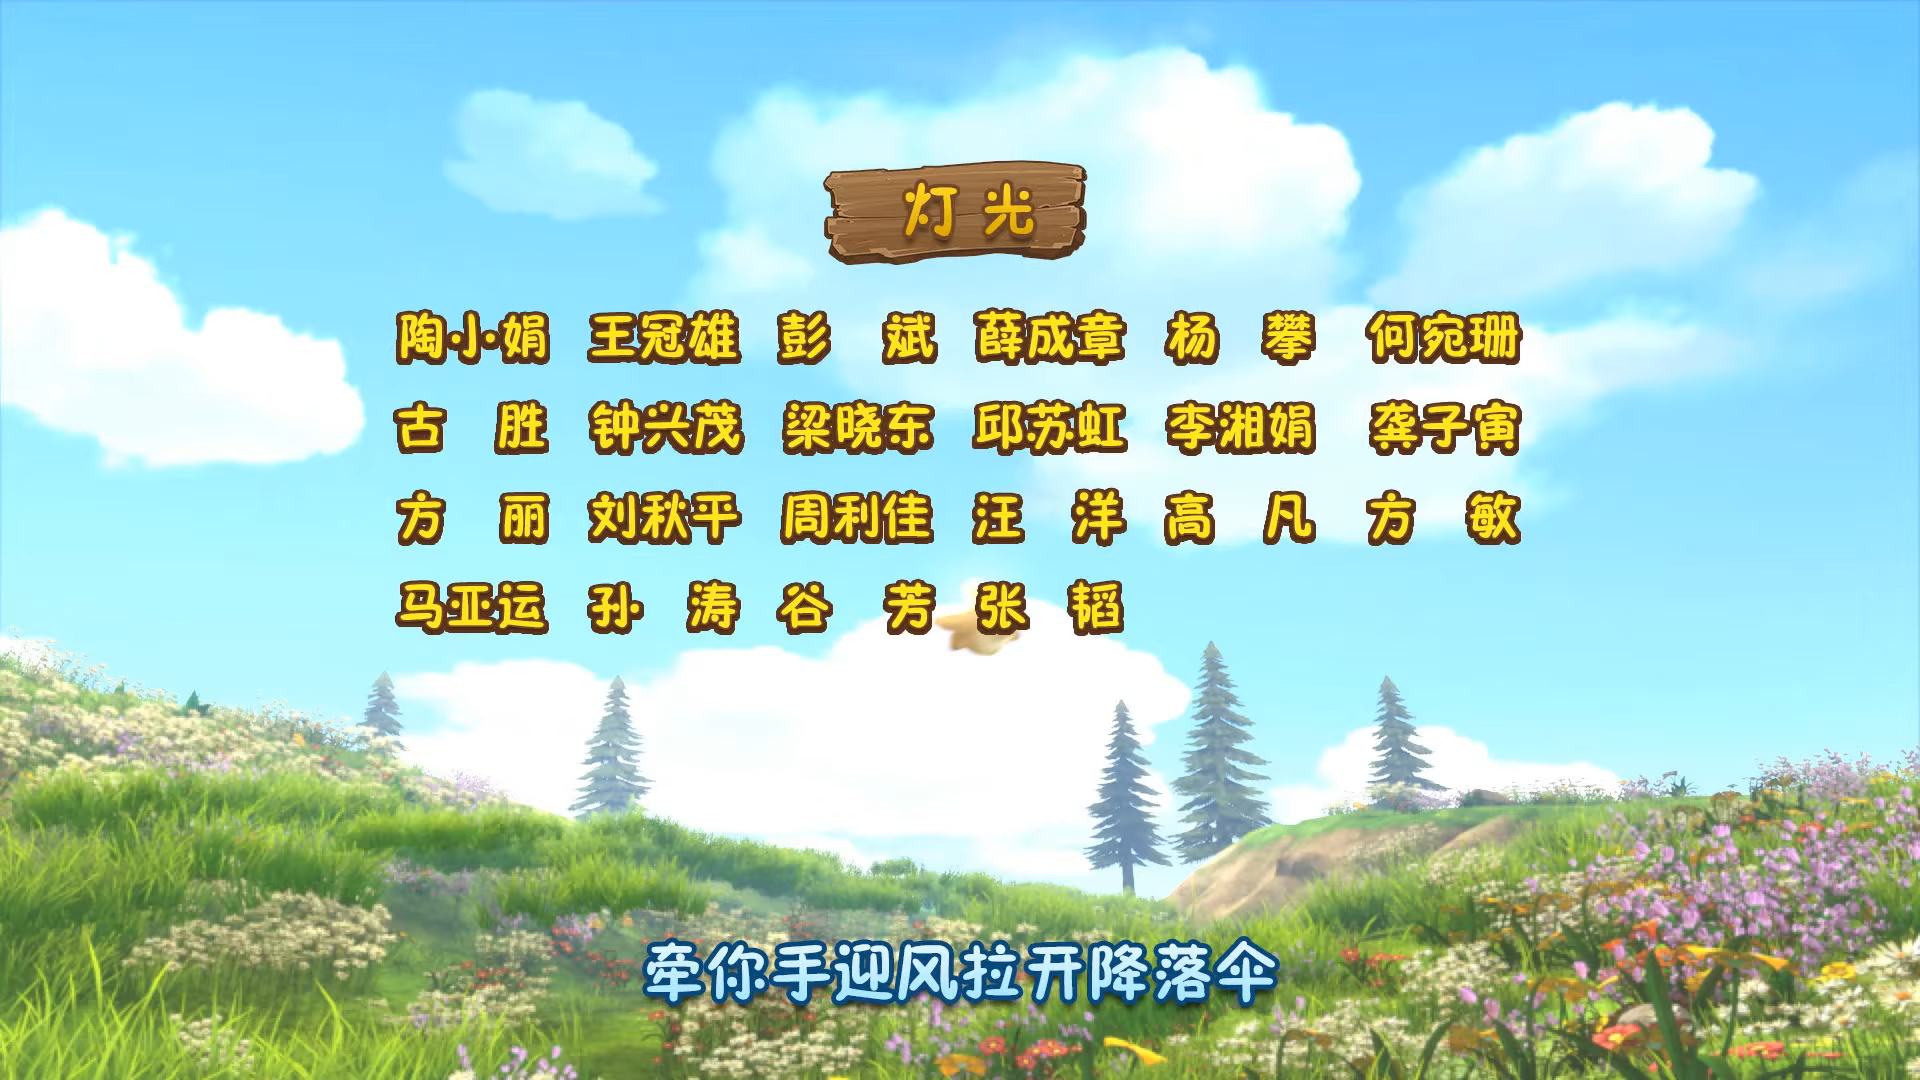 灯光
陶小娟 王冠雄 彭 斌 薛成章 杨 攀 何宛珊
古 胜 钟兴茂 梁晓东 邱苏虹 李湘娟 龚子寅
方 丽 刘秋平 周利佳 汪 洋 高 凡 方 敏
马亚运 孙 涛 谷 芳 张 韬
牵你手迎风拉开降落伞